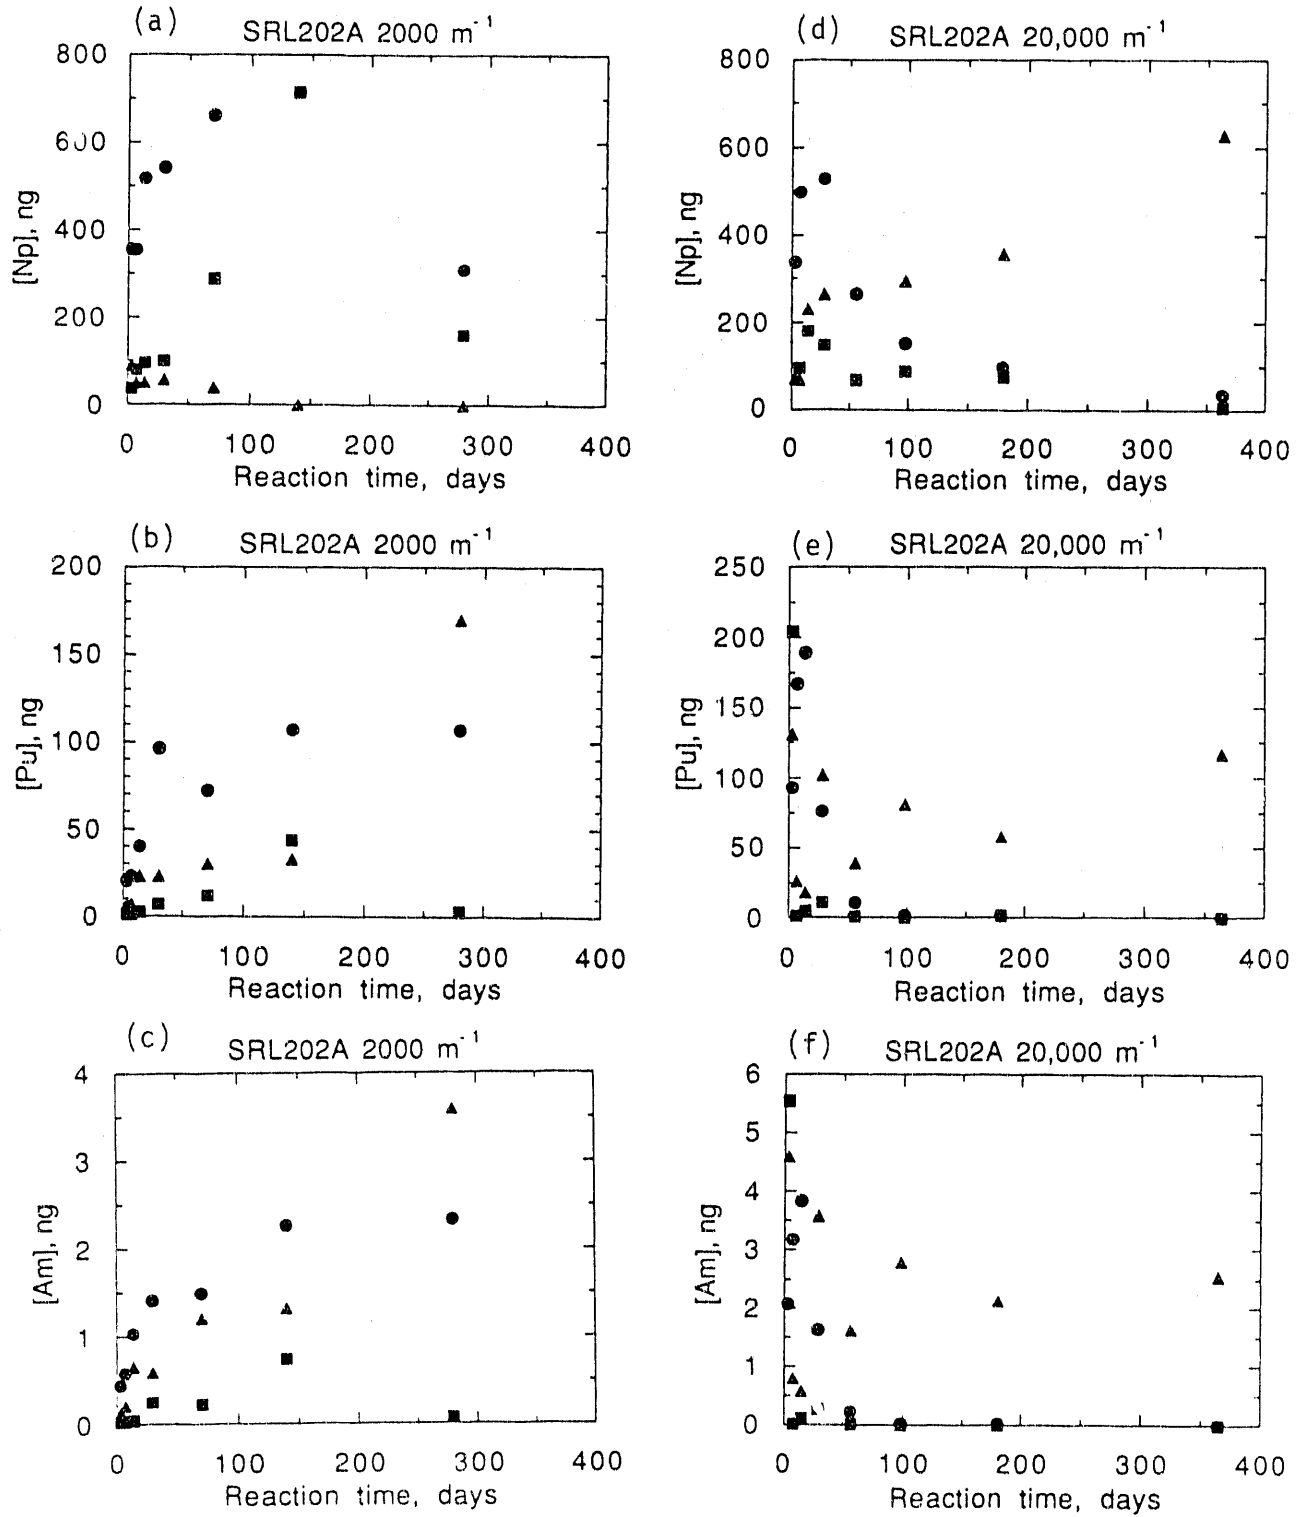 (a)
SRL202A 2000 m-1
800
600
400
200
0
[Np], ng
0 100 200 300 400
Reaction time, days
(d)
SRL202A 20,000 m-1
800
600
400
200
0
[Np], ng
0 100 200 300 400
Reaction time, days
(b)
SRL202A 2000 m-1
200
150
100
50
0
[Pu], ng
0 100 200 300 400
Reaction time, days
(e)
SRL202A 20,000 m-1
250
200
150
100
50
0
[Pu], ng
0 100 200 300 400
Reaction time, days
(c)
SRL202A 2000 m-1
4
3
2
1
0
[Am], ng
0 100 200 300 400
Reaction time, days
(f)
SRL202A 20,000 m-1
6
5
4
3
2
1
0
[Am], ng
0 100 200 300 400
Reaction time, days